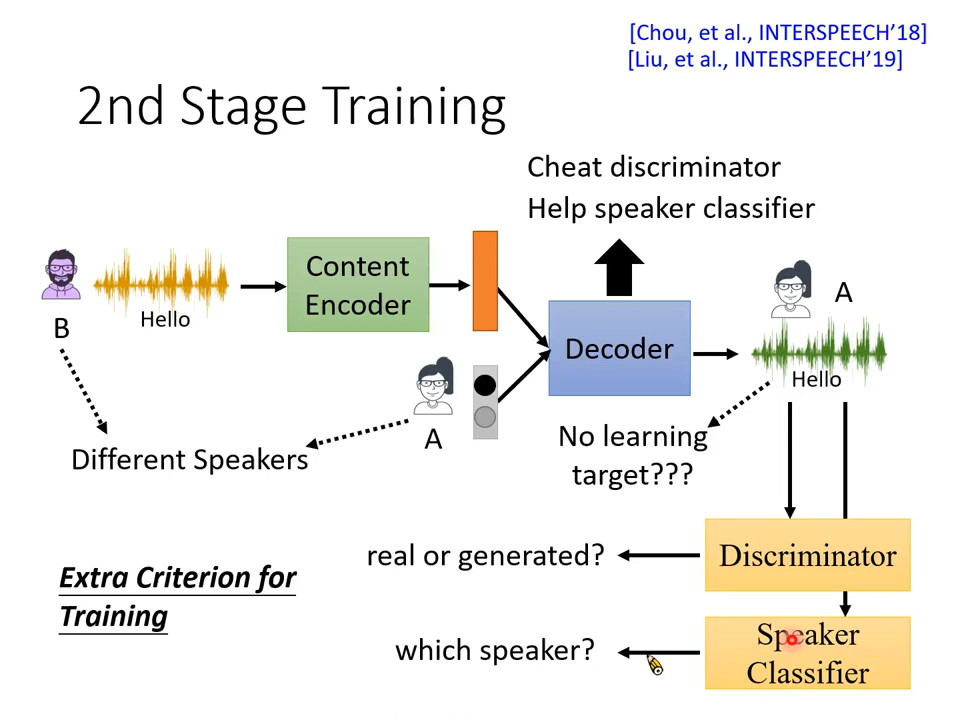 [Chou, et al., INTERSPEECH’18]
[Liu, et al., INTERSPEECH’19]
2nd Stage Training
Cheat discriminator
Help speaker classifier
Content
Encoder
B
Hello
Decoder
A
Hello
A
Different Speakers
No learning
target???
real or generated?
Discriminator
Extra Criterion for
Training
which speaker?
Speaker
Classifier